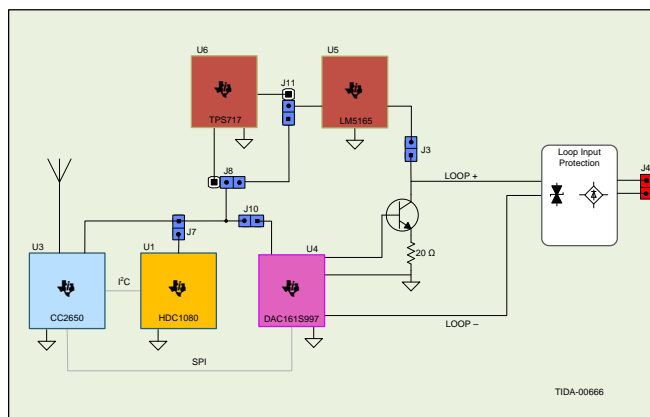 U6
U5
J11
TPS717
LM5165
Loop Input
Protection
J3
J8
J4
LOOP +
J10
J7
U3
U1
U4
20 Ω
I²C
CC2650
HDC1080
DAC161S997
LOOP –
SPI
TIDA-00666